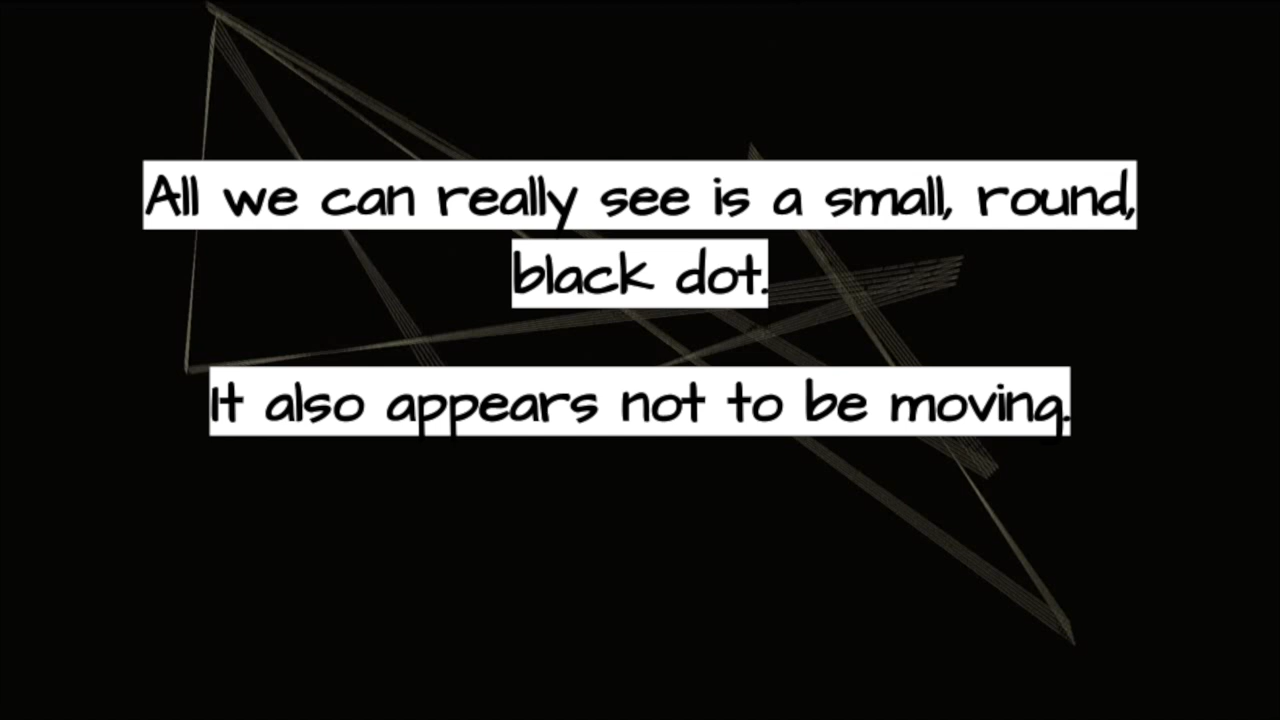 All we can really see is a small, round,
black dot.
It also appears not to be moving.